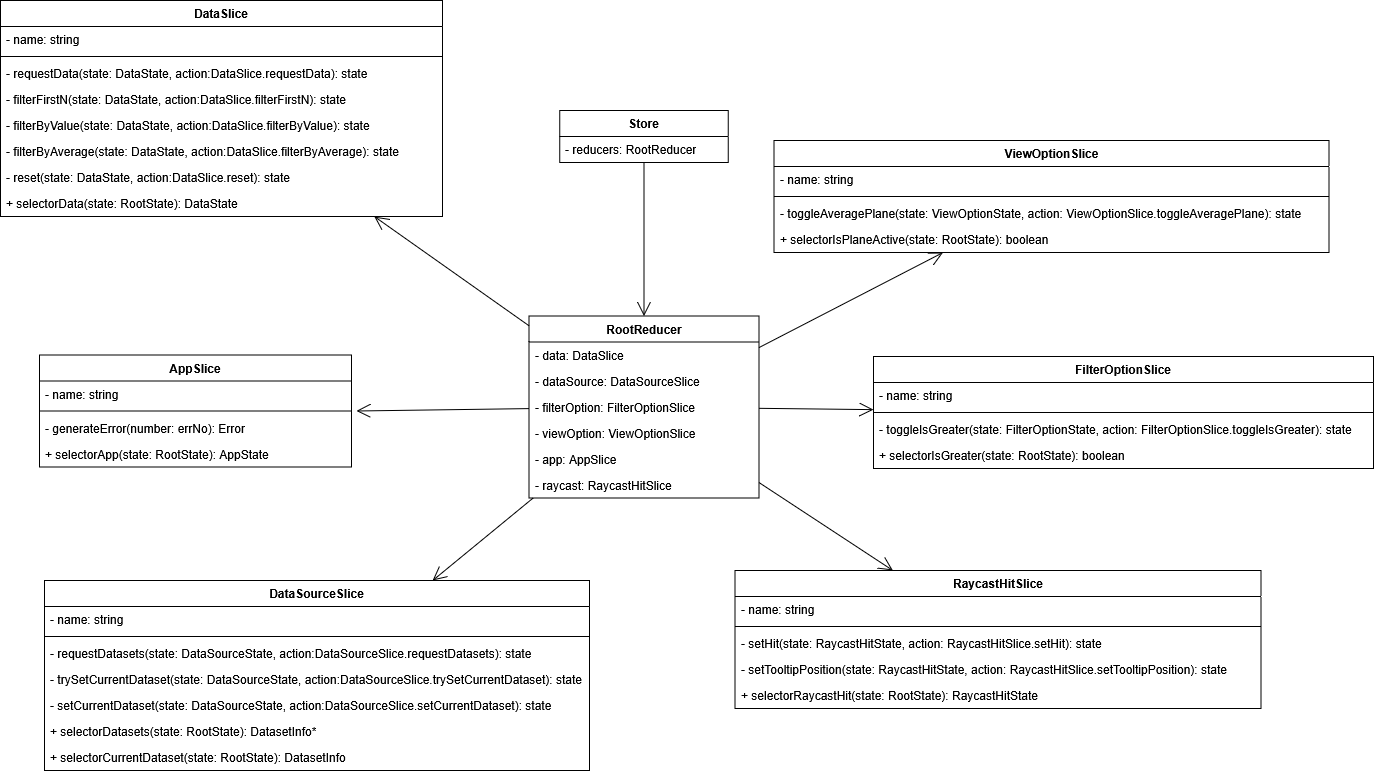 DataSlice
- name: string
- requestData(state: DataState, action:DataSlice.requestData): state
- filterFirstN(state: DataState, action:DataSlice.filterFirstN): state
- filterByValue(state: DataState, action:DataSlice.filterByValue): state
- filterByAverage(state: DataState, action:DataSlice.filterByAverage): state
- reset(state: DataState, action:DataSlice.reset): state
+ selectorData(state: RootState): DataState
Store
- reducers: RootReducer
ViewOptionSlice
- name: string
- toggleAveragePlane(state: ViewOptionState, action: ViewOptionSlice.toggleAveragePlane): state
+ selectorIsPlaneActive(state: RootState): boolean
RootReducer
- data: DataSlice
- dataSource: DataSourceSlice
- filterOption: FilterOptionSlice
- viewOption: ViewOptionSlice
- app: AppSlice
- raycast: RaycastHitSlice
AppSlice
- name: string
- generateError(number: errNo): Error
+ selectorApp(state: RootState): AppState
FilterOptionSlice
- name: string
- toggleIsGreater(state: FilterOptionState, action: FilterOptionSlice.toggleIsGreater): state
+ selectorIsGreater(state: RootState): boolean
DataSourceSlice
- name: string
- requestDatasets(state: DataSourceState, action:DataSourceSlice.requestDatasets): state
- trySetCurrentDataset(state: DataSourceState, action:DataSourceSlice.trySetCurrentDataset): state
- setCurrentDataset(state: DataSourceState, action:DataSourceSlice.setCurrentDataset): state
+ selectorDatasets(state: RootState): DatasetInfo*
+ selectorCurrentDataset(state: RootState): DatasetInfo
RaycastHitSlice
- name: string
- setHit(state: RaycastHitState, action: RaycastHitSlice.setHit): state
- setTooltipPosition(state: RaycastHitState, action: RaycastHitSlice.setTooltipPosition): state
+ selectorRaycastHit(state: RootState): RaycastHitState